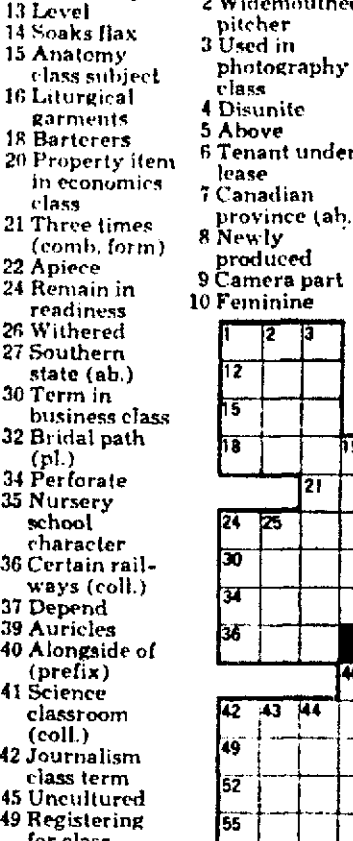 13 Level
14 Soaks flax
15 Anatomy
class subject
16 Liturgical
garments
18 Barterers
20 Property item
in economics
class
21 Three times
(comb. form)
22 Apiece
24 Remain in
readiness
26 Withered
27 Southern
state (ab.)
30 Term in
business class
32 Bridal path
(pl.)
34 Perforate
35 Nursery
school
character
36 Certain rail-
ways (coll.)
37 Depend
39 Auricles
40 Alongside of
(prefix)
41 Science
classroom
(coll.)
42 Journalism
class term
45 Uncultured
49 Registering
for class
2 Widemouthed
pitcher
3 Used in
photography
class
4 Disunite
5 Above
6 Tenant under
lease
7 Canadian
province (ab.
8 Newly
produced
9 Camera part
10 Feminine
1 2 3
12
15
18
21
24 25
30
34
36
42 43 44
49
52
55